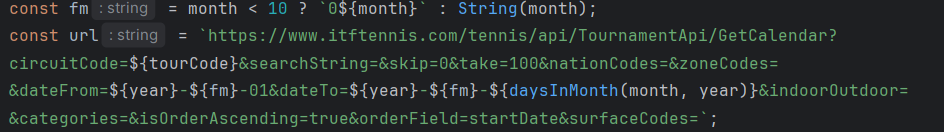 const fm : string = month < 10 ? `0${month}` : String(month);
const url : string = `https://www.itftennis.com/tennis/api/TournamentApi/GetCalendar?
circuitCode=${tourCode}&searchString=&skip=0&take=100&nationCodes=&zoneCodes=
&dateFrom=${year}-${fm}-01&dateTo=${year}-${fm}-${daysInMonth(month, year)}&indoorOutdoor=
&categories=&isOrderAscending=true&orderField=startDate&surfaceCodes=`;